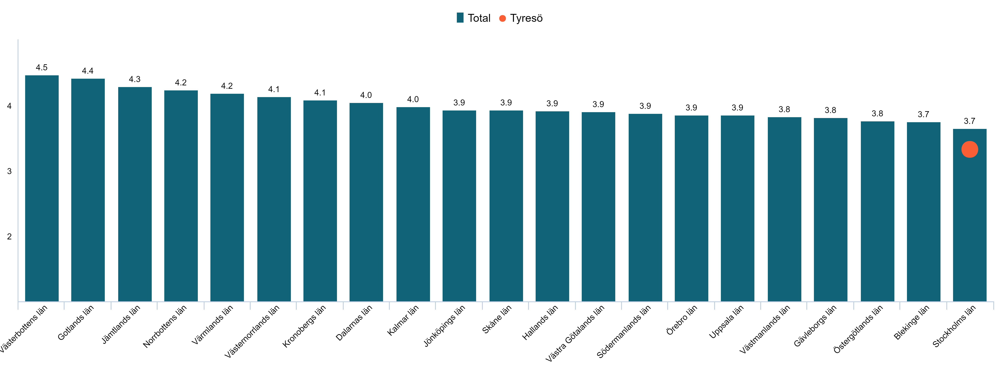 Total Tyresö
4.5 4.4 4.3 4.2 4.2 4.1 4.1 4.0 4.0 3.9 3.9 3.9 3.9 3.9 3.9 3.9 3.8 3.8 3.8 3.7 3.7
4
3
2
Västerbottens län
Gotlands län
Jämtlands län
Norrbottens län
Värmlands län
Västernorrlands län
Kronobergs län
Dalarnas län
Kalmar län
Jönköpings län
Skåne län
Hallands län
Västra Götalands län
Södermanlands län
Örebro län
Uppsala län
Västmanlands län
Gävleborgs län
Östergötlands län
Blekinge län
Stockholms län